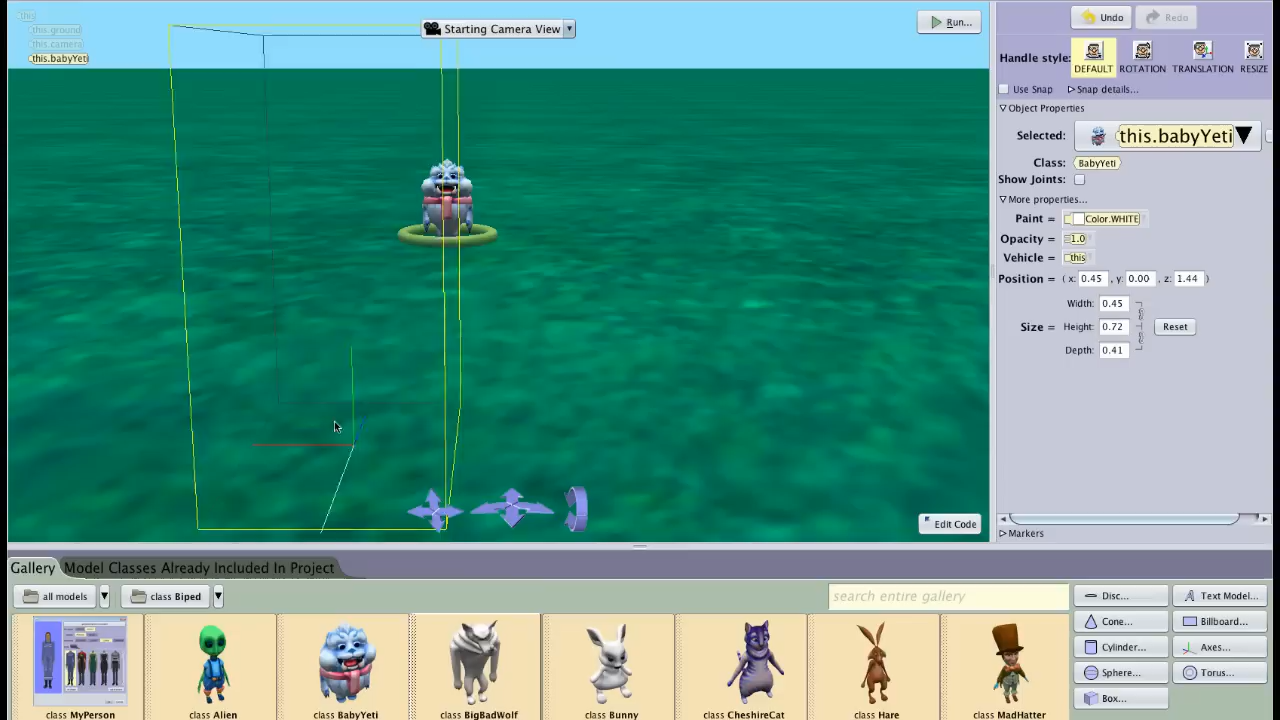 this
this.ground
this.camera
this.babyYeti
Starting Camera View
Run...
Edit Code
Undo
Redo
Handle style:
DEFAULT
ROTATION
TRANSLATION
RESIZE
Use Snap
Snap details...
Object Properties
Selected: this.babyYeti
Class: BabyYeti
Show Joints:
More properties...
Paint = Color.WHITE
Opacity = 1.0
Vehicle = this
Position = ( x: 0.45 , y: 0.00 , z: 1.44 )
Width: 0.45
Size = Height: 0.72 Reset
Depth: 0.41
Markers
Gallery Model Classes Already Included In Project
all models class Biped search entire gallery
Disc... Text Model...
Cone... Billboard...
Cylinder... Axes...
Sphere... Torus...
Box...
class MyPerson class Alien class BabyYeti class BigBadWolf class Bunny class CheshireCat class Hare class MadHatter